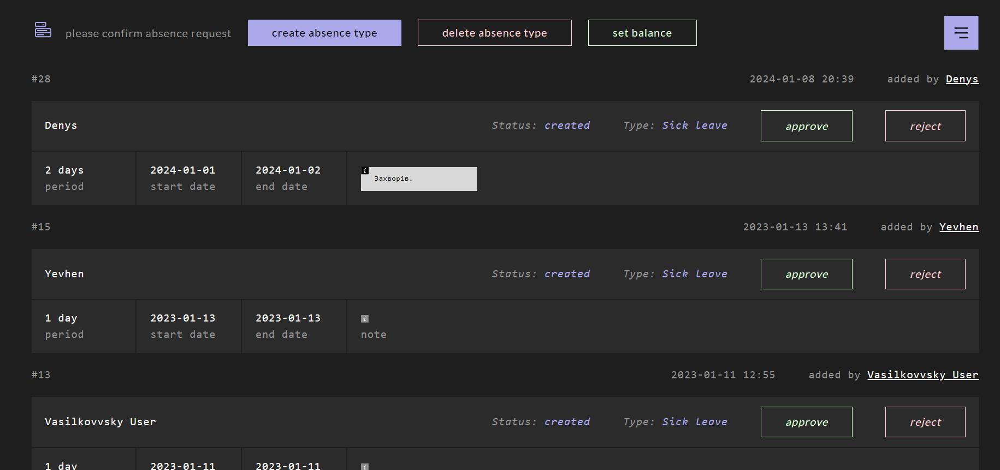 please confirm absence request create absence type delete absence type set balance
#28 2024-01-08 20:39 added by Denys
Denys Status: created Type: Sick leave approve reject
2 days 2024-01-01 2024-01-02
period start date end date
i Захворів.
#15 2023-01-13 13:41 added by Yevhen
Yevhen Status: created Type: Sick leave approve reject
1 day 2023-01-13 2023-01-13 i
period start date end date note
#13 2023-01-11 12:55 added by Vasilkovvsky User
Vasilkovvsky User Status: created Type: Sick leave approve reject
1 day 2023-01-11 2023-01-11 i